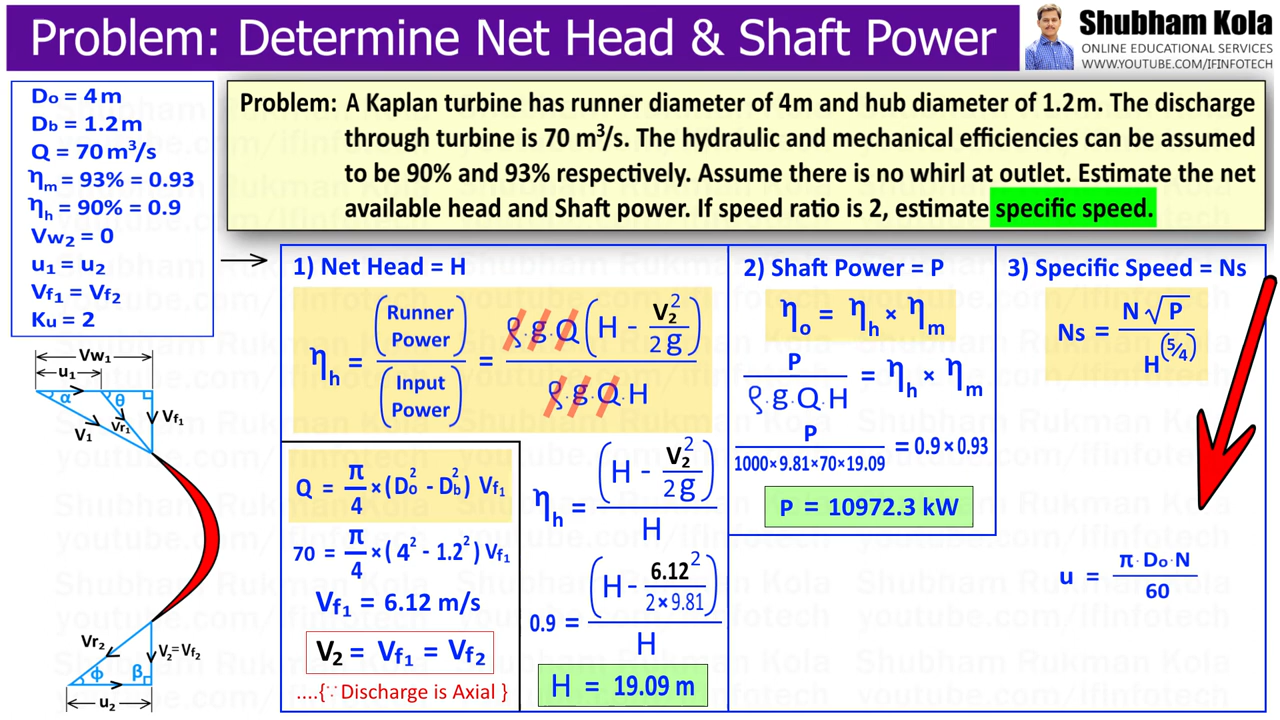 Problem: Determine Net Head & Shaft Power
Shubham Kola
ONLINE EDUCATIONAL SERVICES
WWW.YOUTUBE.COM/IFINFOTECH
Do = 4m
Db = 1.2m
Q = 70 m³/s
ηm = 93% = 0.93
ηh = 90% = 0.9
Vw₂ = 0
u₁ = u₂
Vf₁ = Vf₂
Ku = 2
Problem: A Kaplan turbine has runner diameter of 4m and hub diameter of 1.2m. The discharge
through turbine is 70 m³/s. The hydraulic and mechanical efficiencies can be assumed
to be 90% and 93% respectively. Assume there is no whirl at outlet. Estimate the net
available head and Shaft power. If speed ratio is 2, estimate specific speed.
Vw₁
u₁
α θ
V₁ Vr₁ Vf₁
Vr₂ V₂=Vf₂
ϕ β
u₂
1) Net Head = H
ηh = (Runner Power) / (Input Power) = ρ.g.Q (H - V₂²/2g) / ρ.g.Q.H
Q = π/4 × (Do² - Db²) Vf₁
70 = π/4 × (4² - 1.2²) Vf₁
Vf₁ = 6.12 m/s
V₂ = Vf₁ = Vf₂
....{∵Discharge is Axial }
ηh = (H - V₂²/2g) / H
0.9 = (H - 6.12²/2×9.81) / H
H = 19.09 m
2) Shaft Power = P
ηo = ηh × ηm
P / ρ.g.Q.H = ηh × ηm
P / 1000×9.81×70×19.09 = 0.9×0.93
P = 10972.3 kW
3) Specific Speed = Ns
Ns = N√P / H^(5/4)
u = π.Do.N / 60
Shubham Rukman Kola
youtube.com/ifinfotech